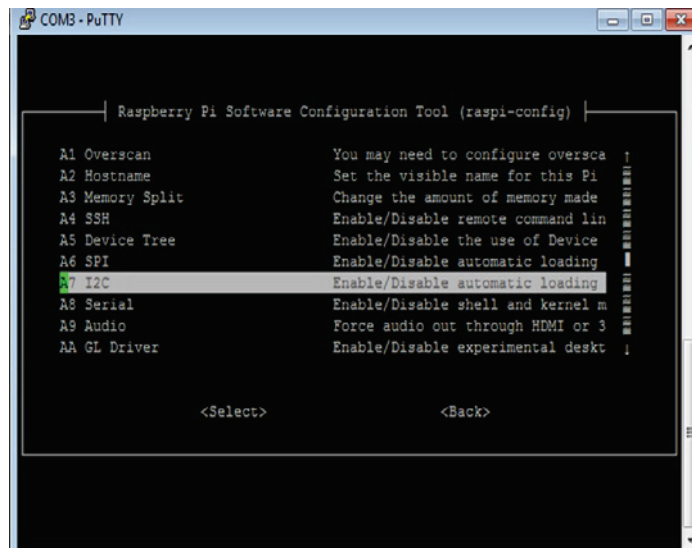 COM3 - PuTTY
Raspberry Pi Software Configuration Tool (raspi-config)
A1 Overscan You may need to configure oversca
A2 Hostname Set the visible name for this Pi
A3 Memory Split Change the amount of memory made
A4 SSH Enable/Disable remote command lin
A5 Device Tree Enable/Disable the use of Device
A6 SPI Enable/Disable automatic loading
A7 I2C Enable/Disable automatic loading
A8 Serial Enable/Disable shell and kernel m
A9 Audio Force audio out through HDMI or 3
AA GL Driver Enable/Disable experimental deskt
<Select> <Back>